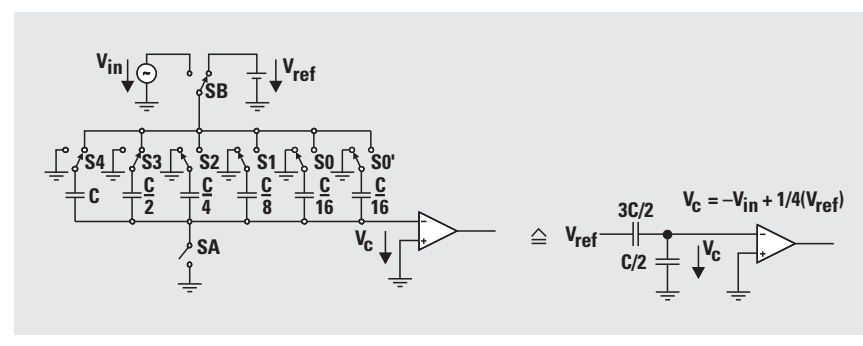 Vin
Vref
SB
S4
S3
S2
S1
S0
S0'
C
C/2
C/4
C/8
C/16
C/16
SA
Vc
−
+
≙
Vref
3C/2
C/2
Vc = −Vin + 1/4(Vref)
Vc
−
+